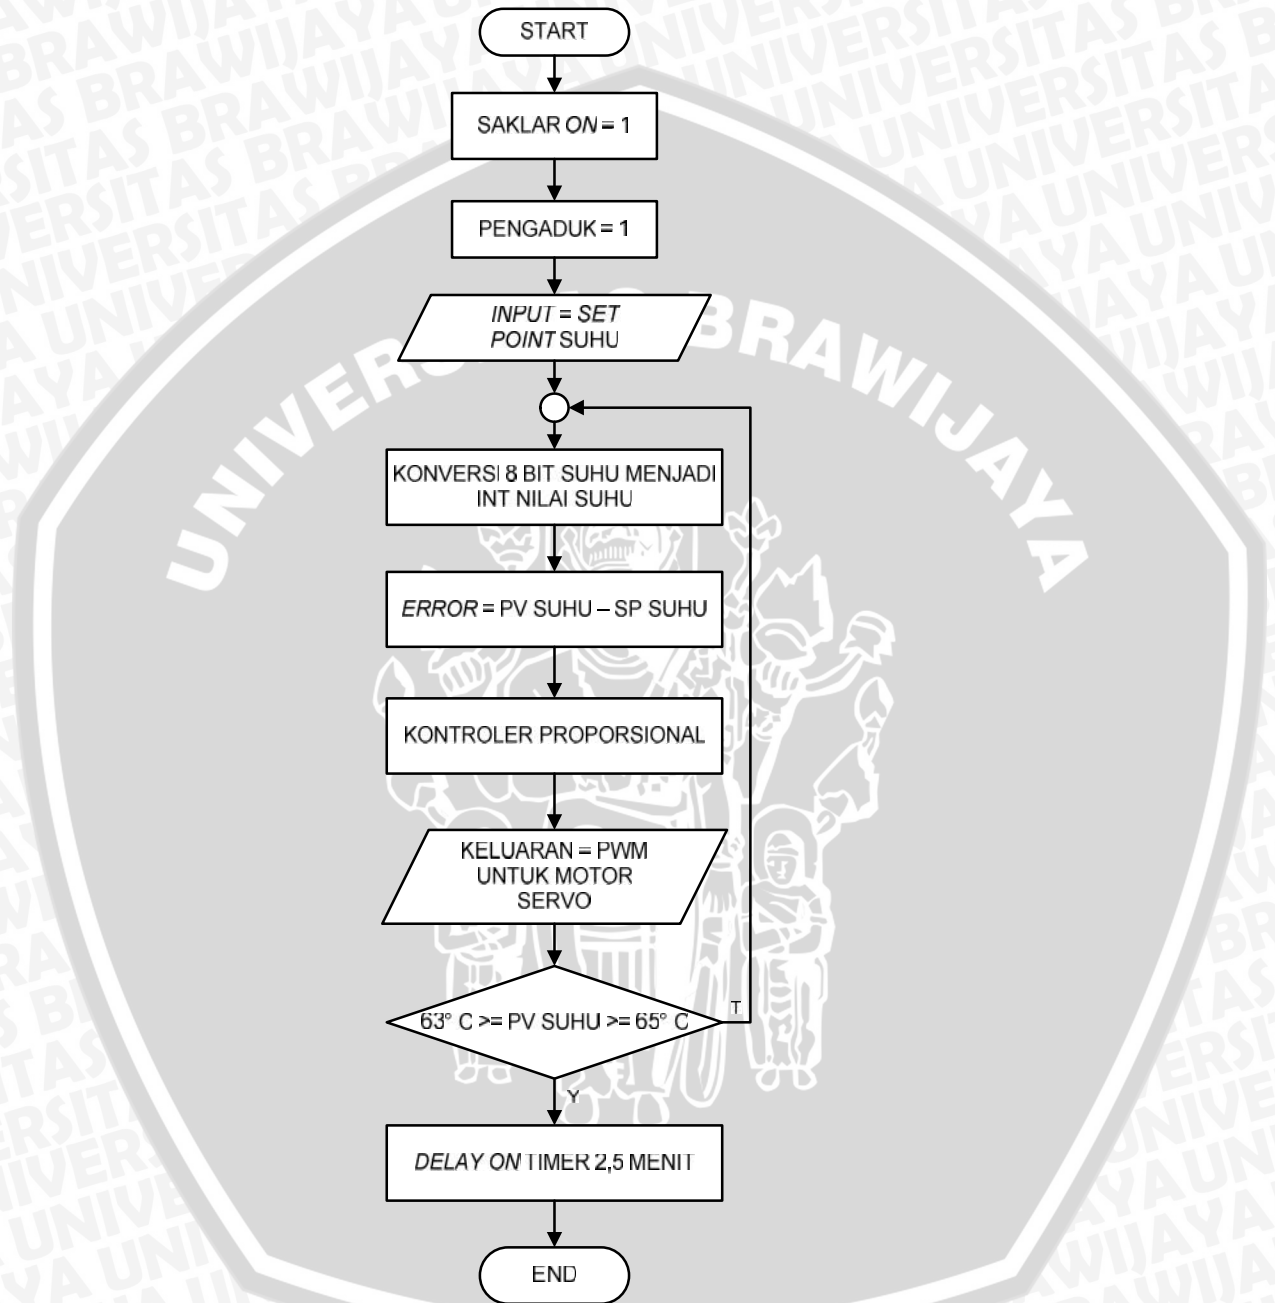 START
SAKLAR ON = 1
PENGADUK = 1
INPUT = SET
POINT SUHU
KONVERSI 8 BIT SUHU MENJADI
INT NILAI SUHU
ERROR = PV SUHU – SP SUHU
KONTROLER PROPORSIONAL
KELUARAN = PWM
UNTUK MOTOR
SERVO
63° C >= PV SUHU >= 65° C
T
Y
DELAY ON TIMER 2,5 MENIT
END
UNIVERS BRAWIJAYA